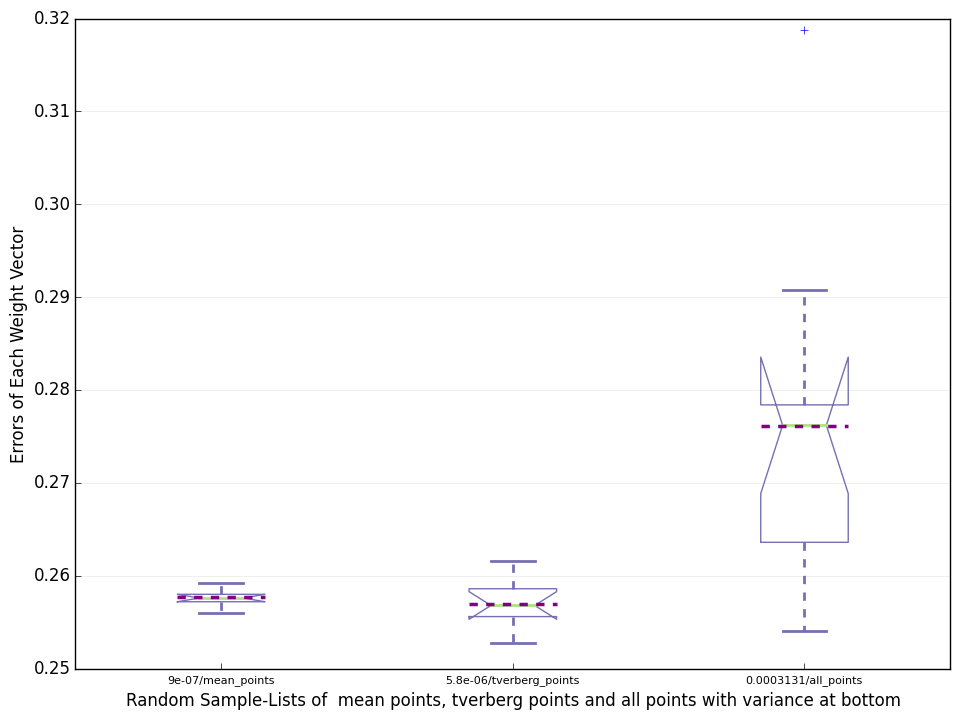 0.32
0.31
0.30
0.29
0.28
0.27
0.26
0.25
Errors of Each Weight Vector
9e-07/mean_points 5.8e-06/tverberg_points 0.0003131/all_points
Random Sample-Lists of  mean points, tverberg points and all points with variance at bottom